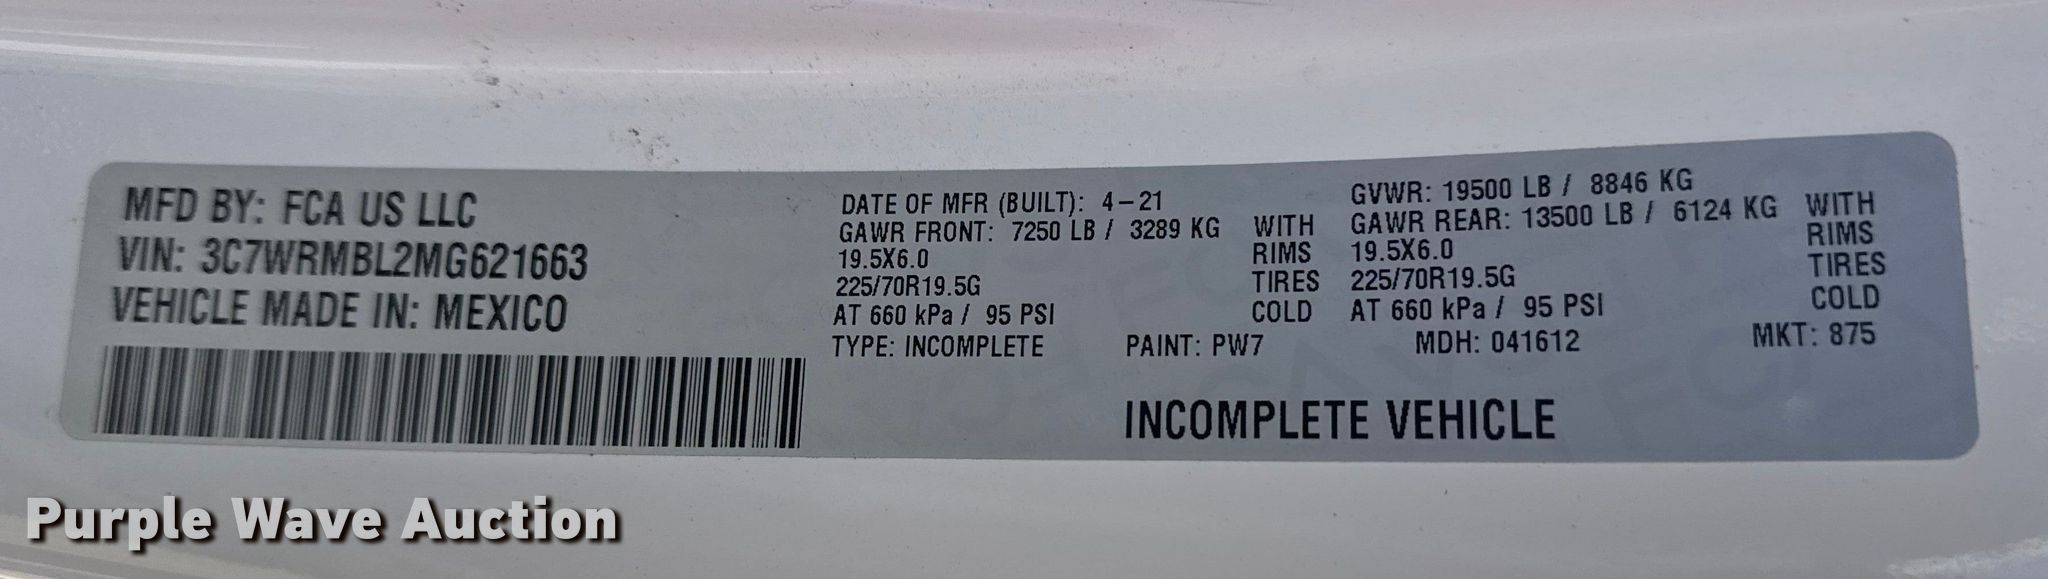 MFD BY: FCA US LLC
VIN: 3C7WRMBL2MG621663
VEHICLE MADE IN: MEXICO
DATE OF MFR (BUILT): 4-21
GVWR: 19500 LB / 8846 KG
GAWR FRONT: 7250 LB / 3289 KG WITH
GAWR REAR: 13500 LB / 6124 KG WITH
19.5X6.0 RIMS 19.5X6.0 RIMS
225/70R19.5G TIRES 225/70R19.5G TIRES
AT 660 kPa / 95 PSI COLD AT 660 kPa / 95 PSI COLD
TYPE: INCOMPLETE PAINT: PW7 MDH: 041612 MKT: 875
INCOMPLETE VEHICLE
Purple Wave Auction